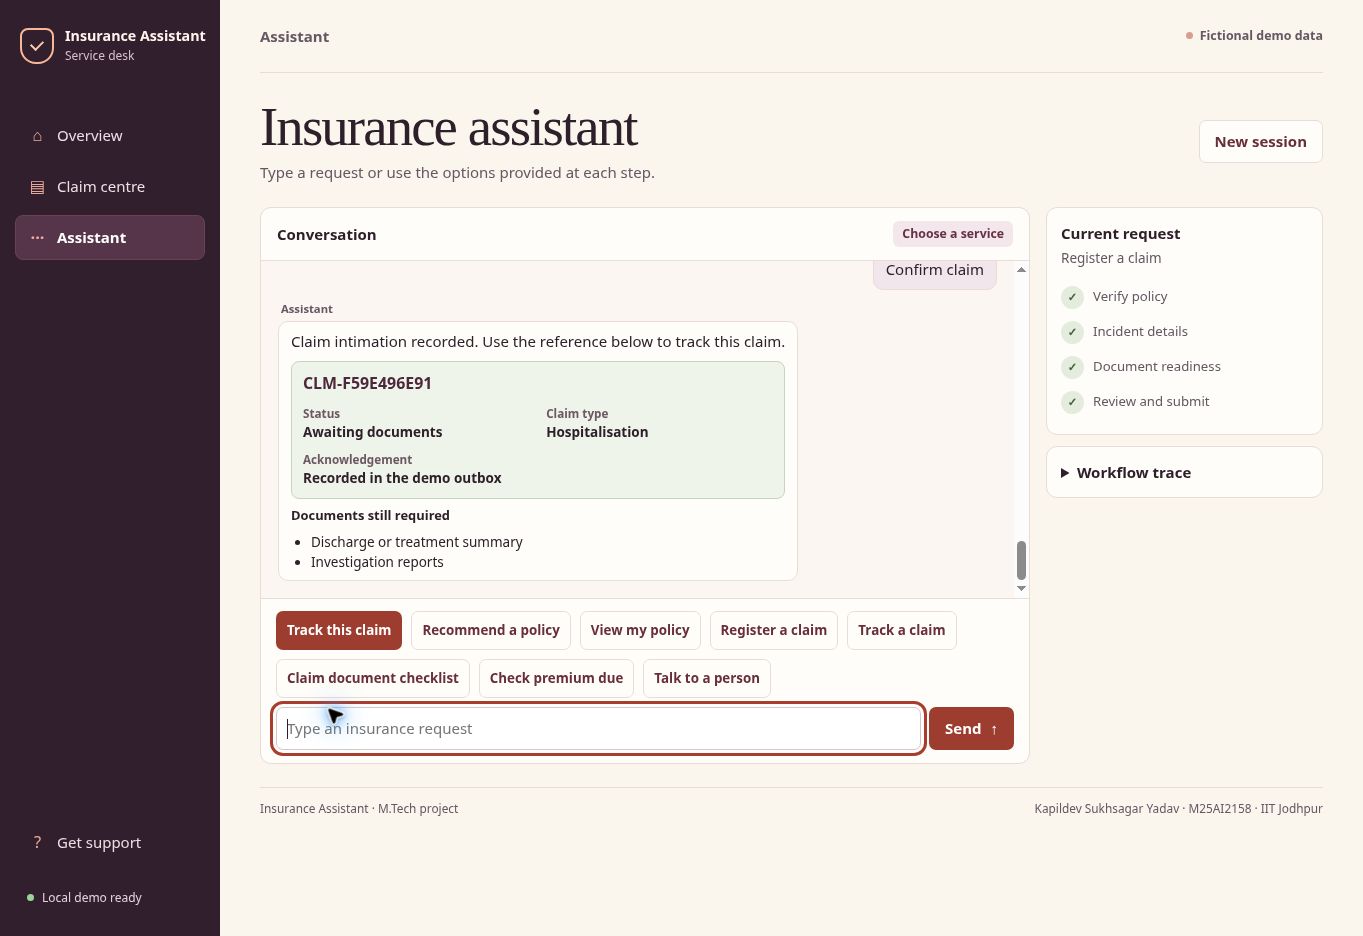 Insurance Assistant
Service desk
Overview
Claim centre
Assistant
Get support
Local demo ready
Assistant
Fictional demo data
Insurance assistant
Type a request or use the options provided at each step.
New session
Conversation
Choose a service
Confirm claim
Assistant
Claim intimation recorded. Use the reference below to track this claim.
CLM-F59E496E91
Status
Awaiting documents
Claim type
Hospitalisation
Acknowledgement
Recorded in the demo outbox
Documents still required
Discharge or treatment summary
Investigation reports
Track this claim
Recommend a policy
View my policy
Register a claim
Track a claim
Claim document checklist
Check premium due
Talk to a person
Type an insurance request
Send ↑
Current request
Register a claim
✓ Verify policy
✓ Incident details
✓ Document readiness
✓ Review and submit
Workflow trace
Insurance Assistant · M.Tech project
Kapildev Sukhsagar Yadav · M25AI2158 · IIT Jodhpur